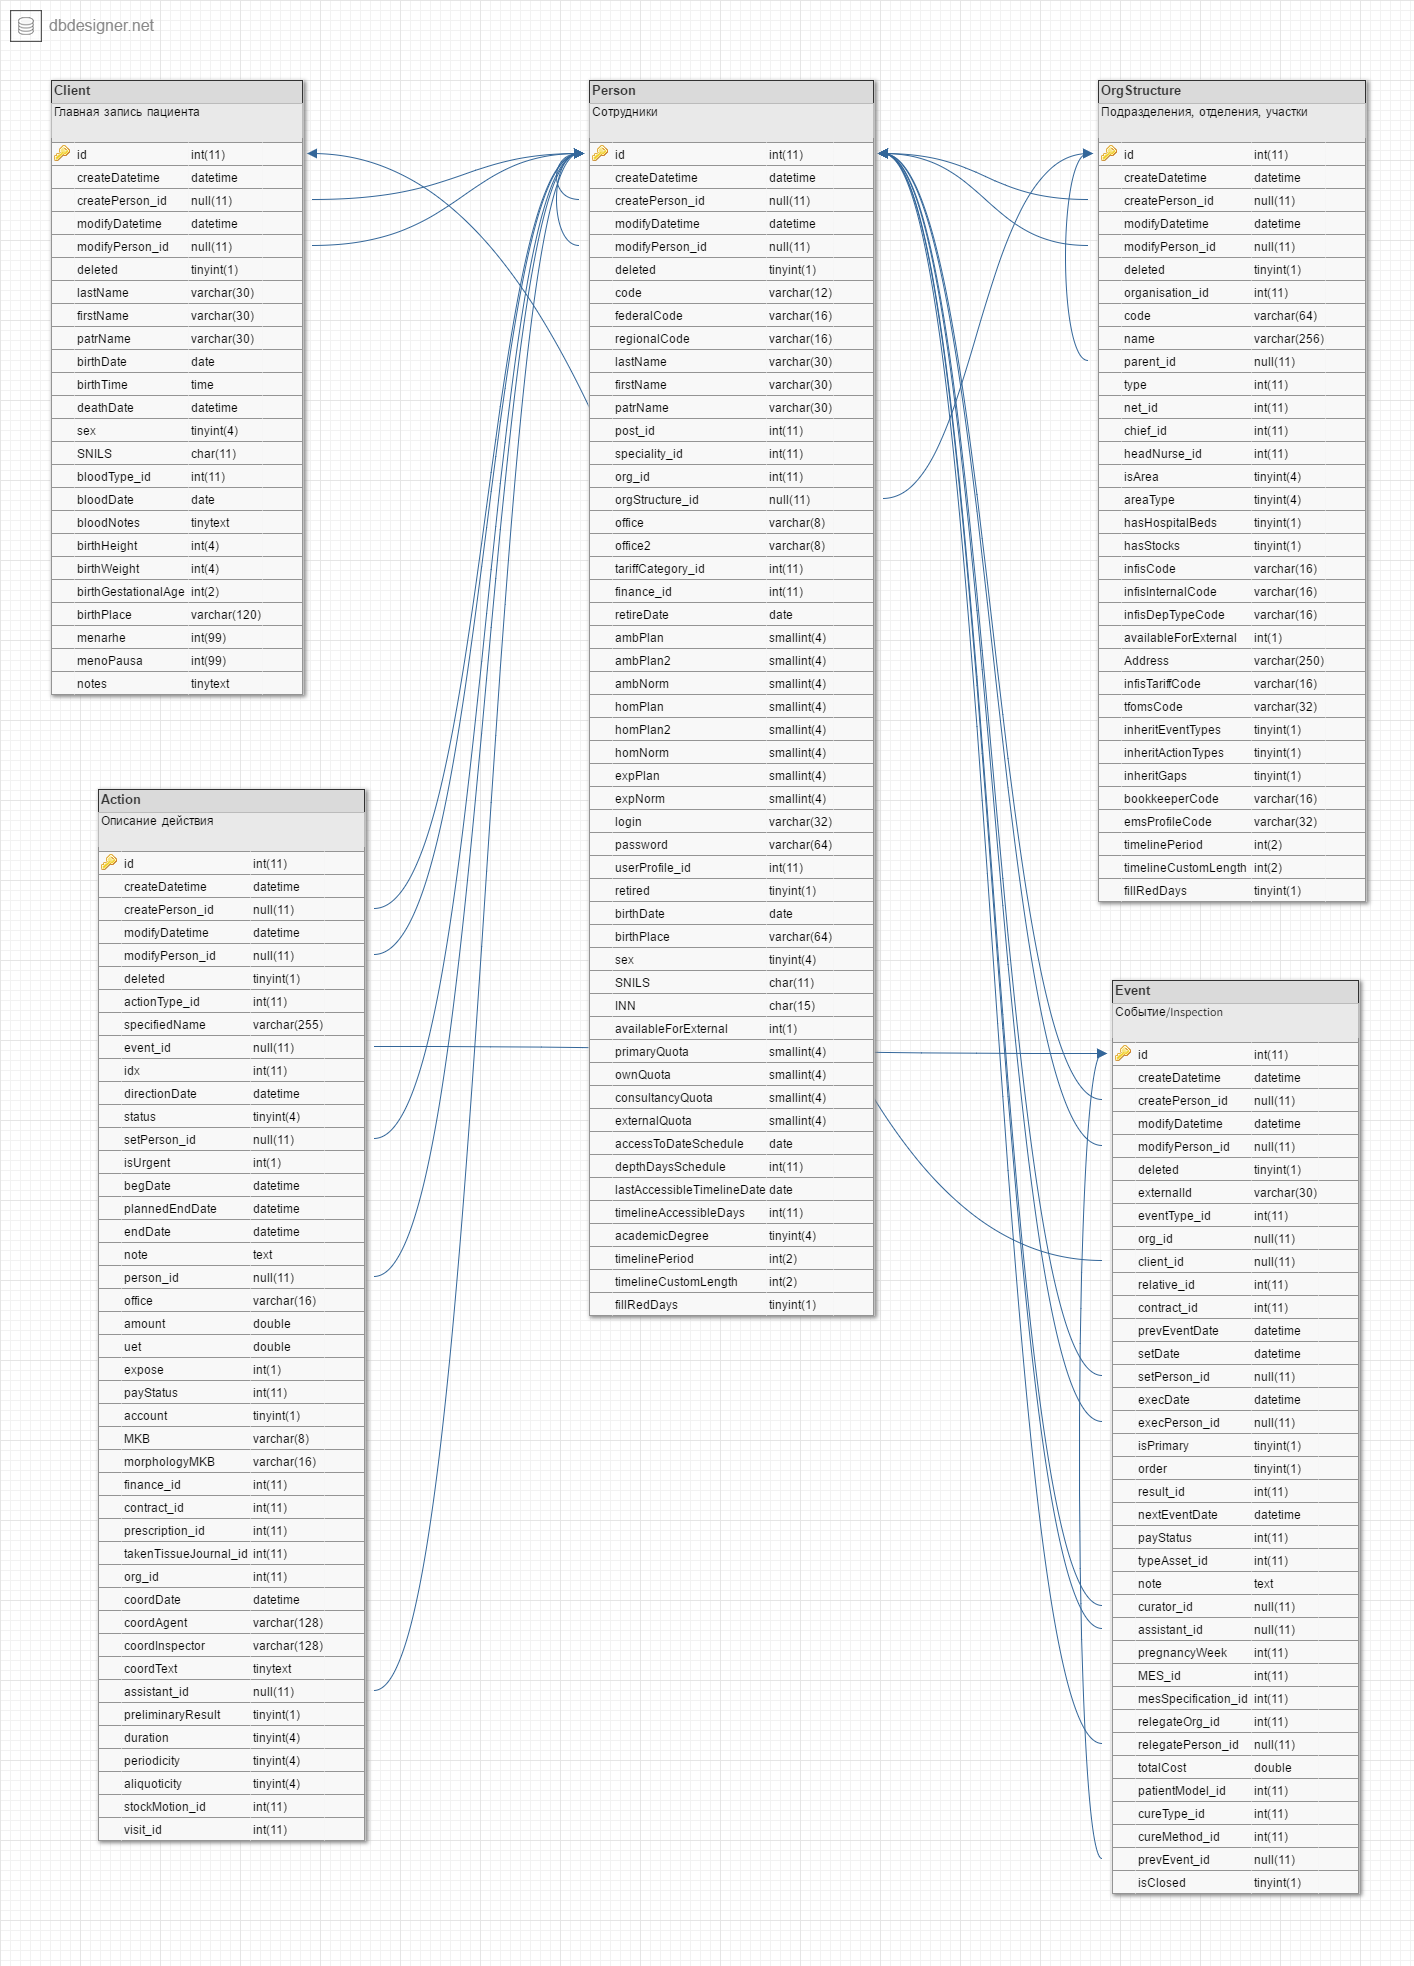 dbdesigner.net
Client
Главная запись пациента
id int(11)
createDatetime datetime
createPerson_id null(11)
modifyDatetime datetime
modifyPerson_id null(11)
deleted tinyint(1)
lastName varchar(30)
firstName varchar(30)
patrName varchar(30)
birthDate date
birthTime time
deathDate datetime
sex tinyint(4)
SNILS char(11)
bloodType_id int(11)
bloodDate date
bloodNotes tinytext
birthHeight int(4)
birthWeight int(4)
birthGestationalAge int(2)
birthPlace varchar(120)
menarhe int(99)
menoPausa int(99)
notes tinytext
Person
Сотрудники
id int(11)
createDatetime datetime
createPerson_id null(11)
modifyDatetime datetime
modifyPerson_id null(11)
deleted tinyint(1)
code varchar(12)
federalCode varchar(16)
regionalCode varchar(16)
lastName varchar(30)
firstName varchar(30)
patrName varchar(30)
post_id int(11)
speciality_id int(11)
org_id int(11)
orgStructure_id null(11)
office varchar(8)
office2 varchar(8)
tariffCategory_id int(11)
finance_id int(11)
retireDate date
ambPlan smallint(4)
ambPlan2 smallint(4)
ambNorm smallint(4)
homPlan smallint(4)
homPlan2 smallint(4)
homNorm smallint(4)
expPlan smallint(4)
expNorm smallint(4)
login varchar(32)
password varchar(64)
userProfile_id int(11)
retired tinyint(1)
birthDate date
birthPlace varchar(64)
sex tinyint(4)
SNILS char(11)
INN char(15)
availableForExternal int(1)
primaryQuota smallint(4)
ownQuota smallint(4)
consultancyQuota smallint(4)
externalQuota smallint(4)
accessToDateSchedule date
depthDaysSchedule int(11)
lastAccessibleTimelineDate date
timelineAccessibleDays int(11)
academicDegree tinyint(4)
timelinePeriod int(2)
timelineCustomLength int(2)
fillRedDays tinyint(1)
OrgStructure
Подразделения, отделения, участки
id int(11)
createDatetime datetime
createPerson_id null(11)
modifyDatetime datetime
modifyPerson_id null(11)
deleted tinyint(1)
organisation_id int(11)
code varchar(64)
name varchar(256)
parent_id null(11)
type int(11)
net_id int(11)
chief_id int(11)
headNurse_id int(11)
isArea tinyint(4)
areaType tinyint(4)
hasHospitalBeds tinyint(1)
hasStocks tinyint(1)
infisCode varchar(16)
infisInternalCode varchar(16)
infisDepTypeCode varchar(16)
availableForExternal int(1)
Address varchar(250)
infisTariffCode varchar(16)
tfomsCode varchar(32)
inheritEventTypes tinyint(1)
inheritActionTypes tinyint(1)
inheritGaps tinyint(1)
bookkeeperCode varchar(16)
emsProfileCode varchar(32)
timelinePeriod int(2)
timelineCustomLength int(2)
fillRedDays tinyint(1)
Action
Описание действия
id int(11)
createDatetime datetime
createPerson_id null(11)
modifyDatetime datetime
modifyPerson_id null(11)
deleted tinyint(1)
actionType_id int(11)
specifiedName varchar(255)
event_id null(11)
idx int(11)
directionDate datetime
status tinyint(4)
setPerson_id null(11)
isUrgent int(1)
begDate datetime
plannedEndDate datetime
endDate datetime
note text
person_id null(11)
office varchar(16)
amount double
uet double
expose int(1)
payStatus int(11)
account tinyint(1)
MKB varchar(8)
morphologyMKB varchar(16)
finance_id int(11)
contract_id int(11)
prescription_id int(11)
takenTissueJournal_id int(11)
org_id int(11)
coordDate datetime
coordAgent varchar(128)
coordInspector varchar(128)
coordText tinytext
assistant_id null(11)
preliminaryResult tinyint(1)
duration tinyint(4)
periodicity tinyint(4)
aliquoticity tinyint(4)
stockMotion_id int(11)
visit_id int(11)
Event
Событие/Inspection
id int(11)
createDatetime datetime
createPerson_id null(11)
modifyDatetime datetime
modifyPerson_id null(11)
deleted tinyint(1)
externalId varchar(30)
eventType_id int(11)
org_id null(11)
client_id null(11)
relative_id int(11)
contract_id int(11)
prevEventDate datetime
setDate datetime
setPerson_id null(11)
execDate datetime
execPerson_id null(11)
isPrimary tinyint(1)
order tinyint(1)
result_id int(11)
nextEventDate datetime
payStatus int(11)
typeAsset_id int(11)
note text
curator_id null(11)
assistant_id null(11)
pregnancyWeek int(11)
MES_id int(11)
mesSpecification_id int(11)
relegateOrg_id int(11)
relegatePerson_id null(11)
totalCost double
patientModel_id int(11)
cureType_id int(11)
cureMethod_id int(11)
prevEvent_id null(11)
isClosed tinyint(1)